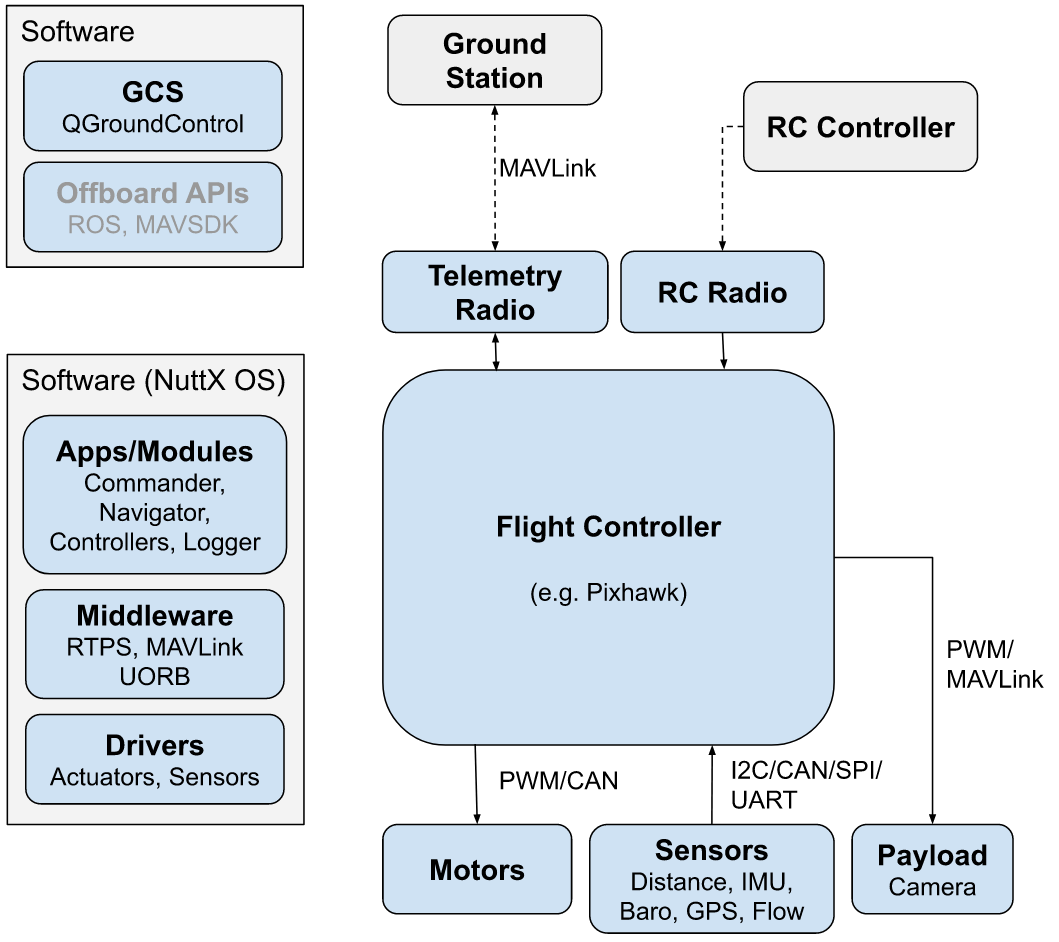 Software
GCS
QGroundControl
Offboard APIs
ROS, MAVSDK
Software (NuttX OS)
Apps/Modules
Commander,
Navigator,
Controllers, Logger
Middleware
RTPS, MAVLink
UORB
Drivers
Actuators, Sensors
Ground
Station
RC Controller
MAVLink
Telemetry
Radio
RC Radio
Flight Controller
(e.g. Pixhawk)
PWM/
MAVLink
PWM/CAN
I2C/CAN/SPI/
UART
Motors
Sensors
Distance, IMU,
Baro, GPS, Flow
Payload
Camera